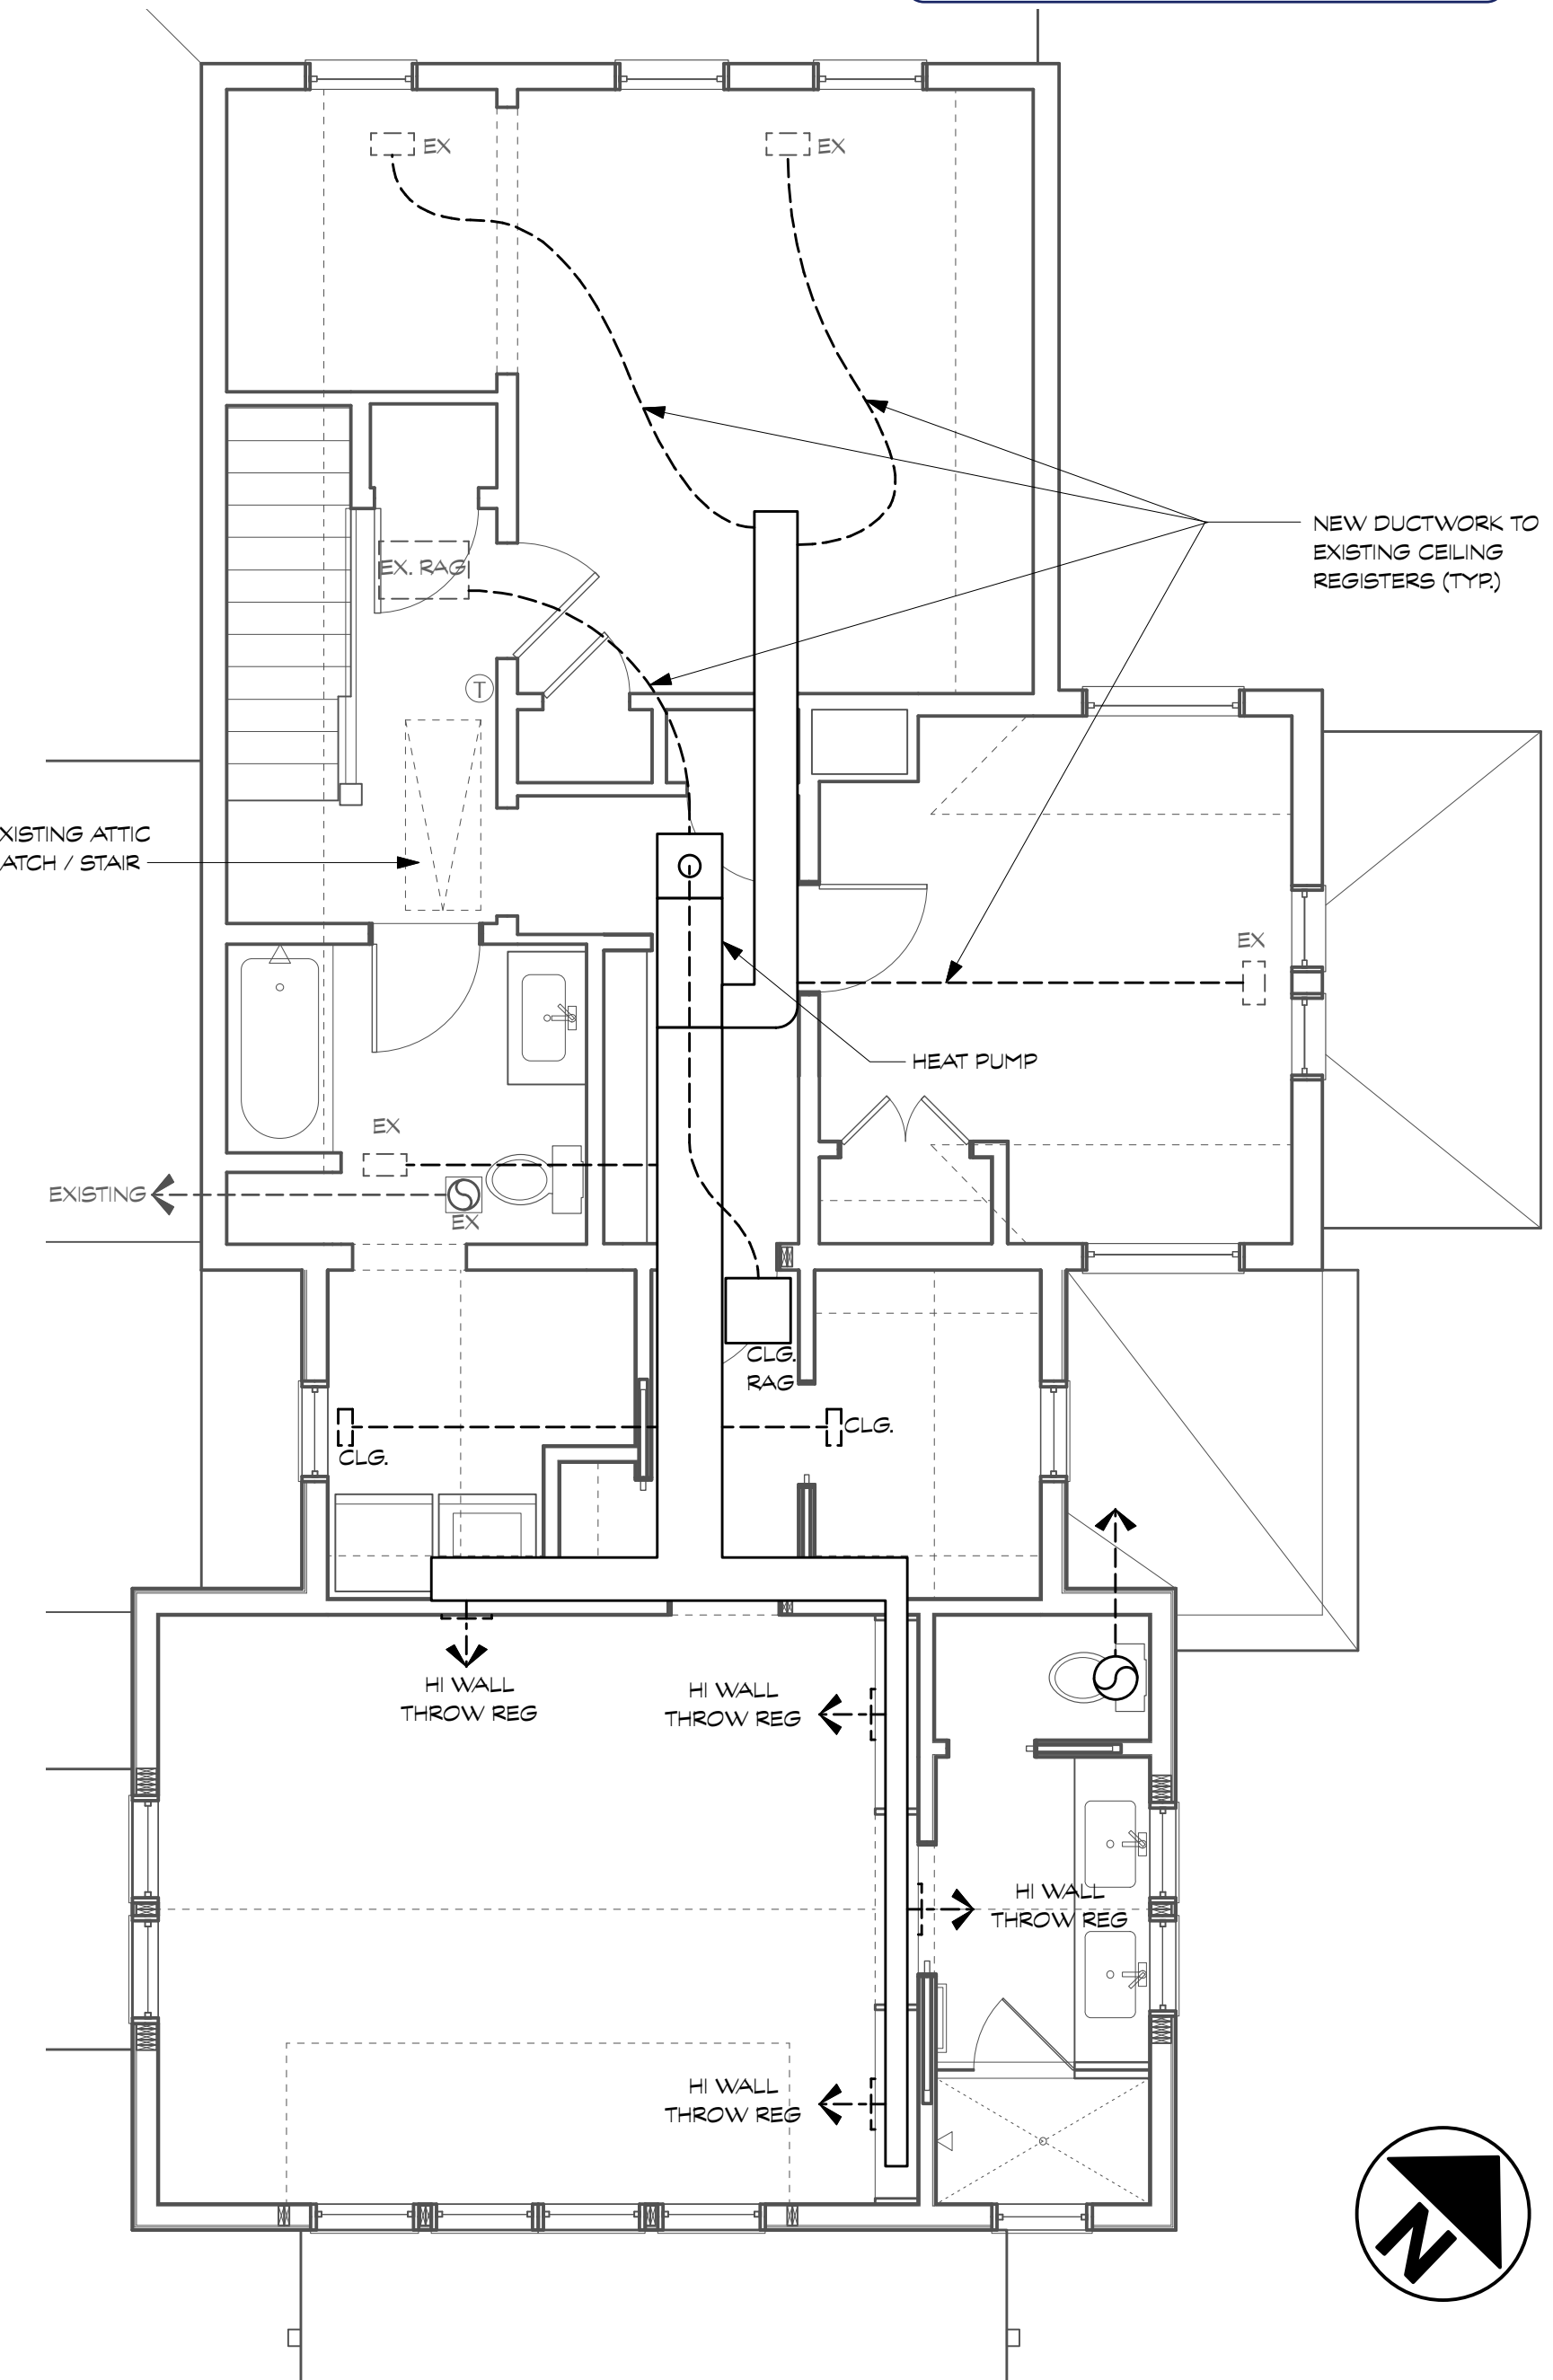 EX
EX
NEW DUCTWORK TO
EXISTING CEILING
REGISTERS (TYP.)
EX. RAG
T
XISTING ATTIC
ATCH / STAIR
EX
HEAT PUMP
EX
EXISTING
EX
CLG.
RAG
CLG.
CLG.
HI WALL
THROW REG
HI WALL
THROW REG
HI WALL
THROW REG
HI WALL
THROW REG
N